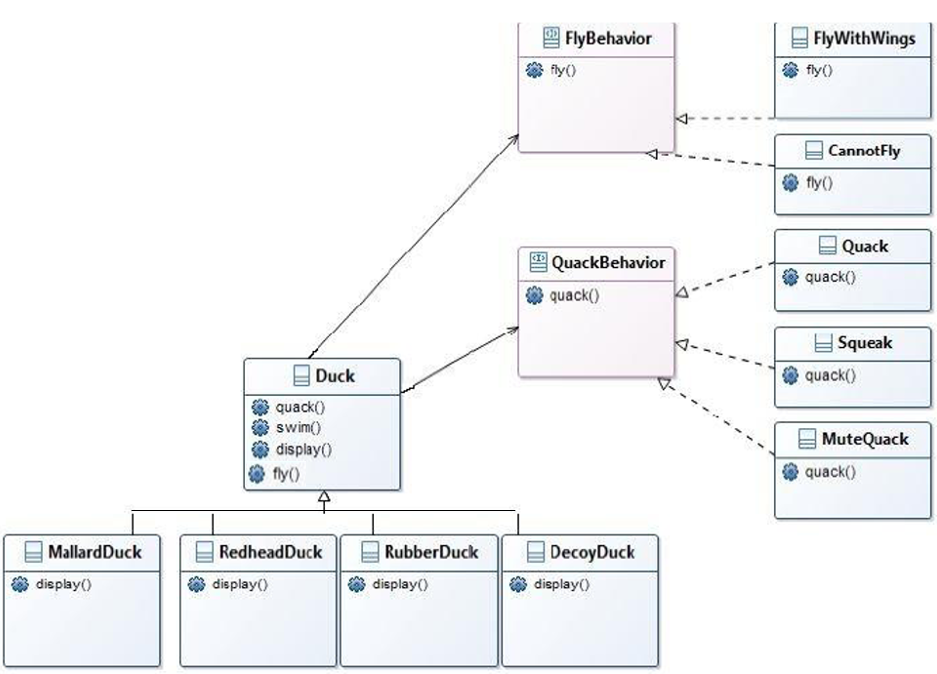 FlyBehavior
fly()
FlyWithWings
fly()
CannotFly
fly()
QuackBehavior
quack()
Quack
quack()
Squeak
quack()
MuteQuack
quack()
Duck
quack()
swim()
display()
fly()
MallardDuck
display()
RedheadDuck
display()
RubberDuck
display()
DecoyDuck
display()